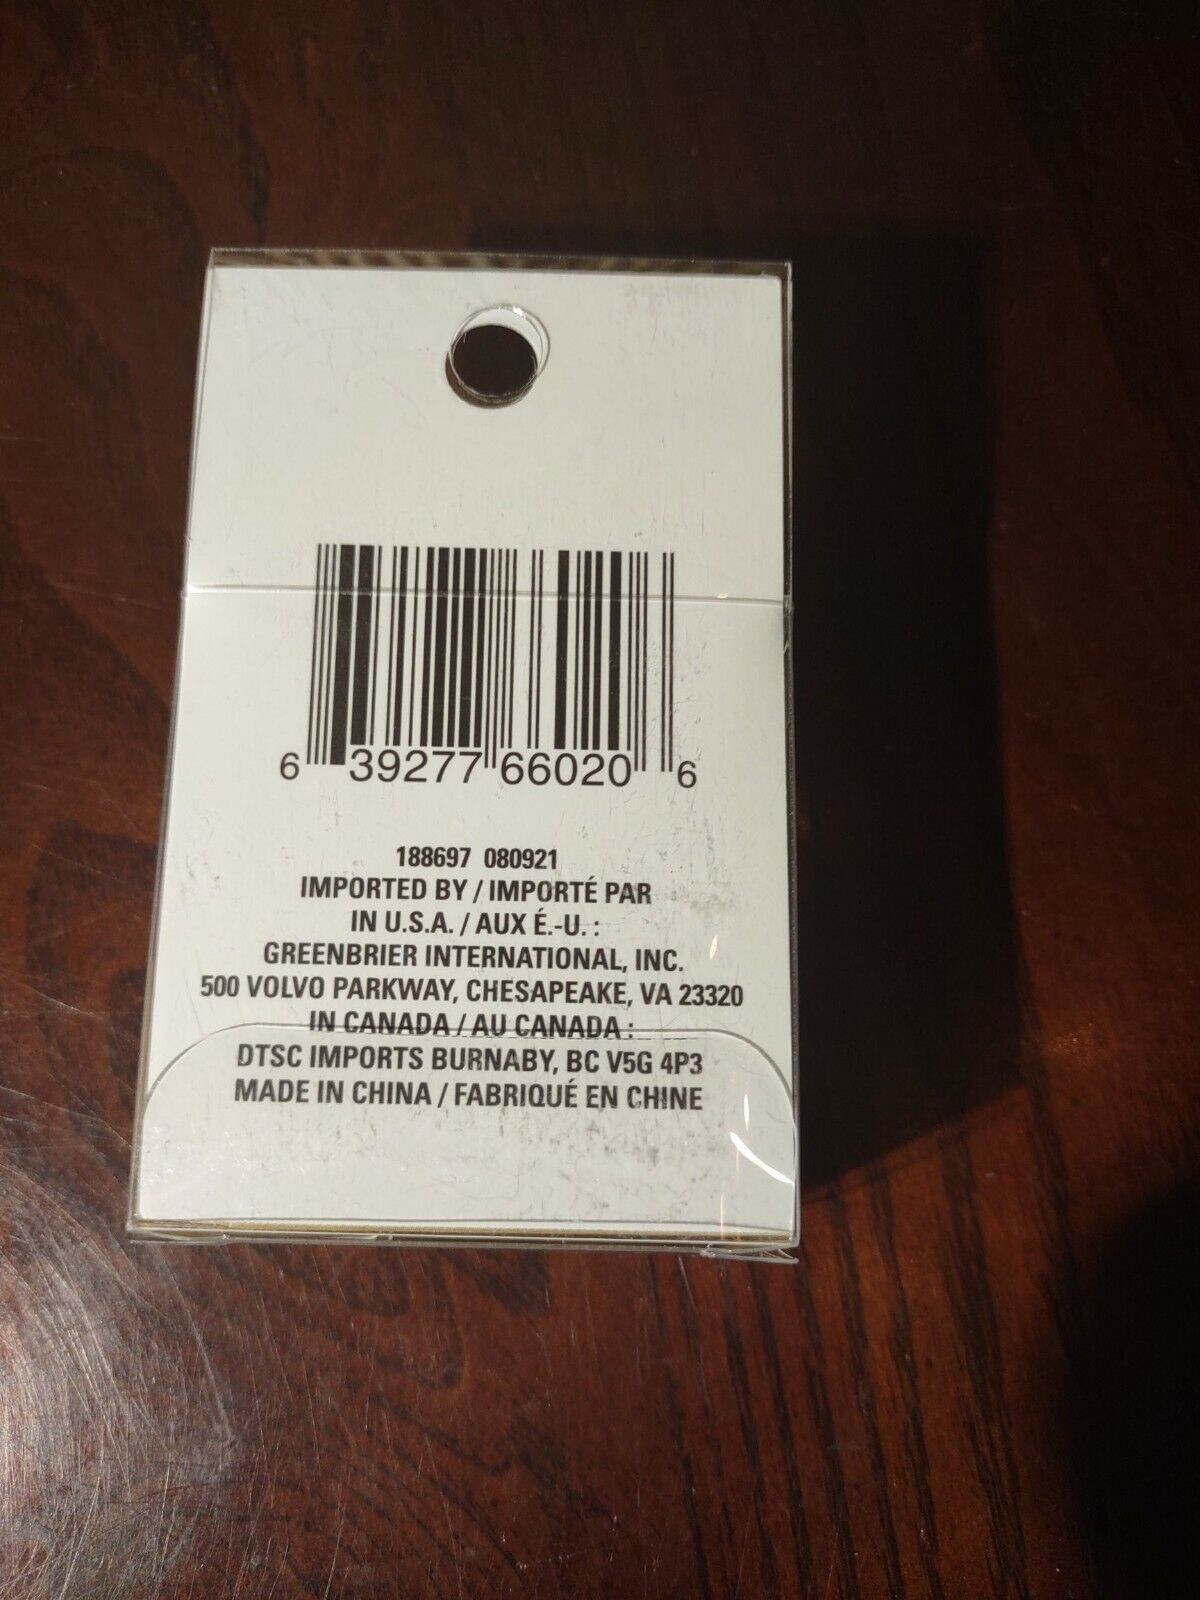 6 39277 66020 6
188697 080921
IMPORTED BY / IMPORTÉ PAR
IN U.S.A. / AUX É.-U. :
GREENBRIER INTERNATIONAL, INC.
500 VOLVO PARKWAY, CHESAPEAKE, VA 23320
IN CANADA / AU CANADA :
DTSC IMPORTS BURNABY, BC V5G 4P3
MADE IN CHINA / FABRIQUÉ EN CHINE